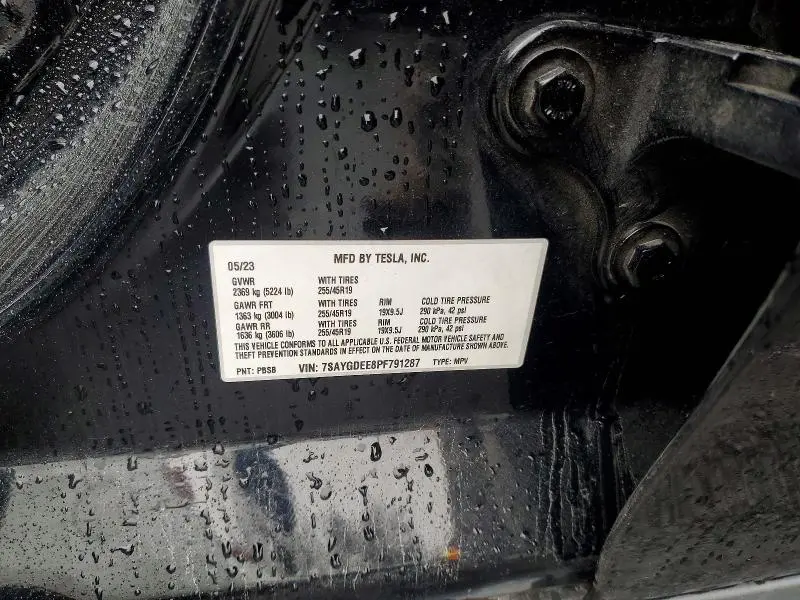 MFD BY TESLA, INC.
05/23
GVWR WITH TIRES
2369 kg (5224 lb) 255/45R19
GAWR FRT WITH TIRES RIM COLD TIRE PRESSURE
1363 kg (3004 lb) 255/45R19 19X9.5J 290 kPa, 42 psi
GAWR RR WITH TIRES RIM COLD TIRE PRESSURE
1636 kg (3606 lb) 255/45R19 19X9.5J 290 kPa, 42 psi
THIS VEHICLE CONFORMS TO ALL APPLICABLE U.S. FEDERAL MOTOR VEHICLE SAFETY AND
THEFT PREVENTION STANDARDS IN EFFECT ON THE DATE OF MANUFACTURE SHOWN ABOVE.
PNT: PBSB VIN: 7SAYGDEE8PF791287 TYPE: MPV